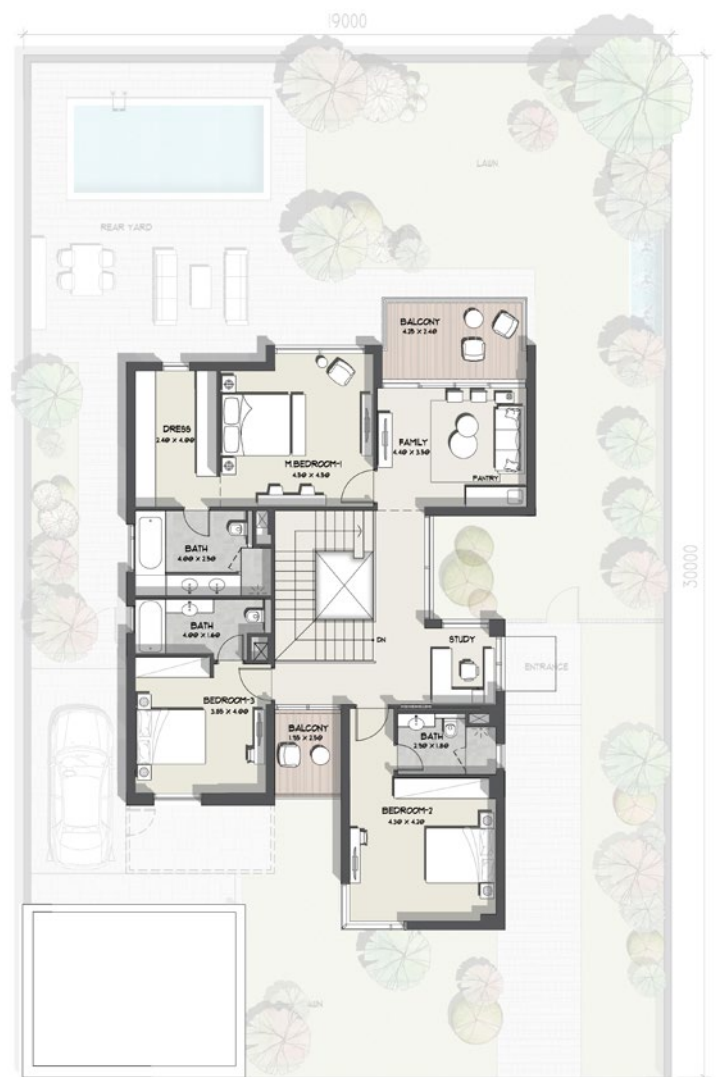 19000
LAWN
REAR YARD
BALCONY
4.25 X 2.40
DRESS
2.40 X 4.00
M.BEDROOM-1
4.50 X 4.50
FAMILY
4.40 X 3.50
PANTRY
BATH
4.00 X 2.50
30000
BATH
4.00 X 1.60
DN
STUDY
ENTRANCE
BEDROOM-3
3.85 X 4.00
BALCONY
1.95 X 2.50
BATH
2.50 X 1.80
BEDROOM-2
4.30 X 4.20